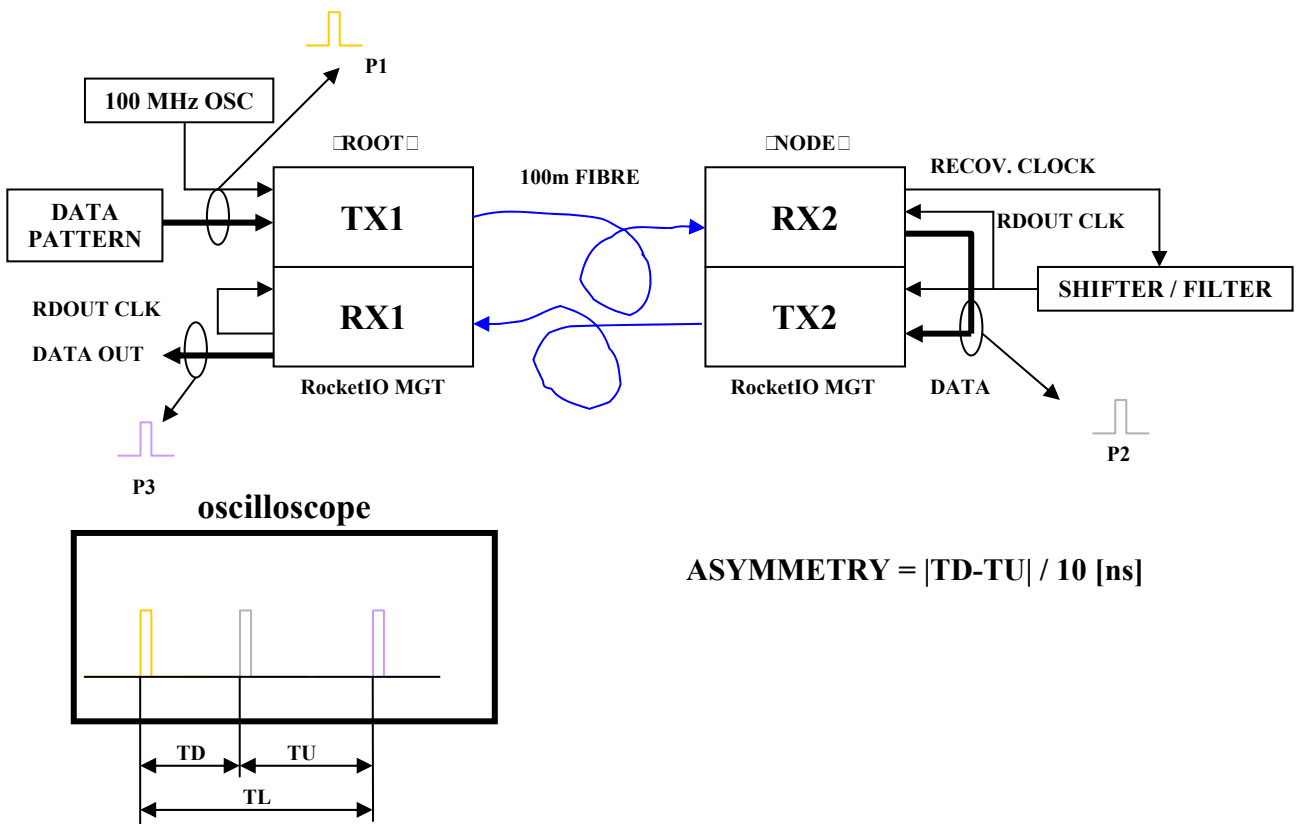 P1
100 MHz OSC
□ROOT□
□NODE□
100m FIBRE
RECOV. CLOCK
DATA
PATTERN
TX1
RX2
RDOUT CLK
SHIFTER / FILTER
RDOUT CLK
RX1
TX2
DATA OUT
RocketIO MGT
RocketIO MGT
DATA
P2
P3
oscilloscope
ASYMMETRY = |TD-TU| / 10 [ns]
TD
TU
TL